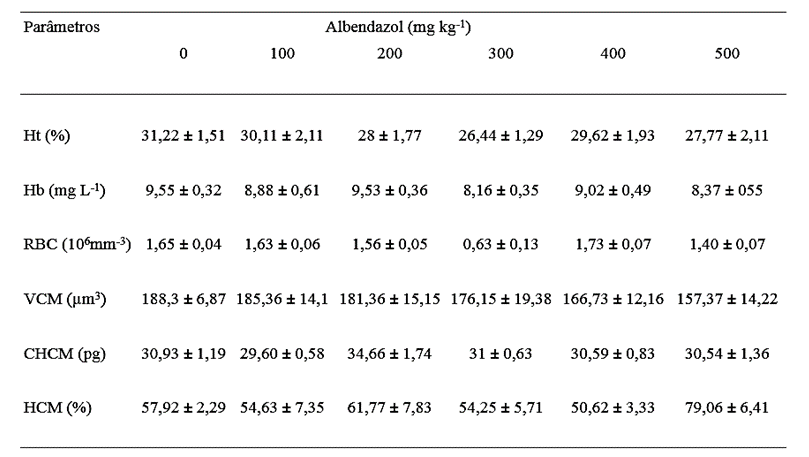 Parâmetros Albendazol (mg kg-1)
0 100 200 300 400 500
Ht (%) 31,22 ± 1,51 30,11 ± 2,11 28 ± 1,77 26,44 ± 1,29 29,62 ± 1,93 27,77 ± 2,11
Hb (mg L-1) 9,55 ± 0,32 8,88 ± 0,61 9,53 ± 0,36 8,16 ± 0,35 9,02 ± 0,49 8,37 ± 055
RBC (106mm-3) 1,65 ± 0,04 1,63 ± 0,06 1,56 ± 0,05 0,63 ± 0,13 1,73 ± 0,07 1,40 ± 0,07
VCM (µm3) 188,3 ± 6,87 185,36 ± 14,1 181,36 ± 15,15 176,15 ± 19,38 166,73 ± 12,16 157,37 ± 14,22
CHCM (pg) 30,93 ± 1,19 29,60 ± 0,58 34,66 ± 1,74 31 ± 0,63 30,59 ± 0,83 30,54 ± 1,36
HCM (%) 57,92 ± 2,29 54,63 ± 7,35 61,77 ± 7,83 54,25 ± 5,71 50,62 ± 3,33 79,06 ± 6,41